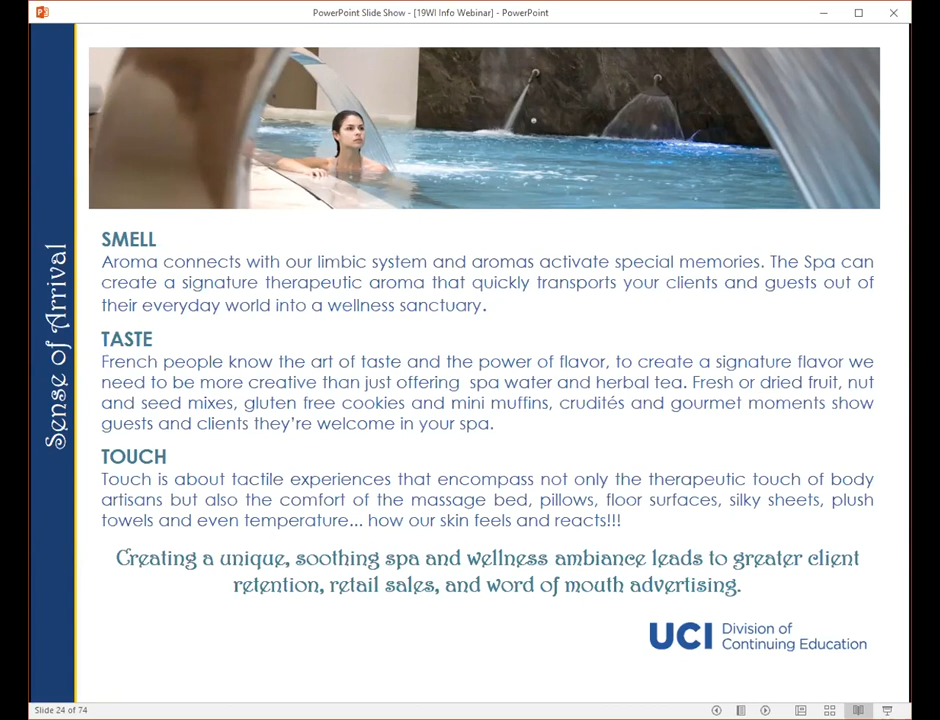 PowerPoint Slide Show - [19WI Info Webinar] - PowerPoint
Sense of Arrival
SMELL
Aroma connects with our limbic system and aromas activate special memories. The Spa can
create a signature therapeutic aroma that quickly transports your clients and guests out of
their everyday world into a wellness sanctuary.
TASTE
French people know the art of taste and the power of flavor, to create a signature flavor we
need to be more creative than just offering  spa water and herbal tea. Fresh or dried fruit, nut
and seed mixes, gluten free cookies and mini muffins, crudités and gourmet moments show
guests and clients they're welcome in your spa.
TOUCH
Touch is about tactile experiences that encompass not only the therapeutic touch of body
artisans but also the comfort of the massage bed, pillows, floor surfaces, silky sheets, plush
towels and even temperature... how our skin feels and reacts!!!
Creating a unique, soothing spa and wellness ambiance leads to greater client
retention, retail sales, and word of mouth advertising.
UCI Division of
Continuing Education
Slide 24 of 74